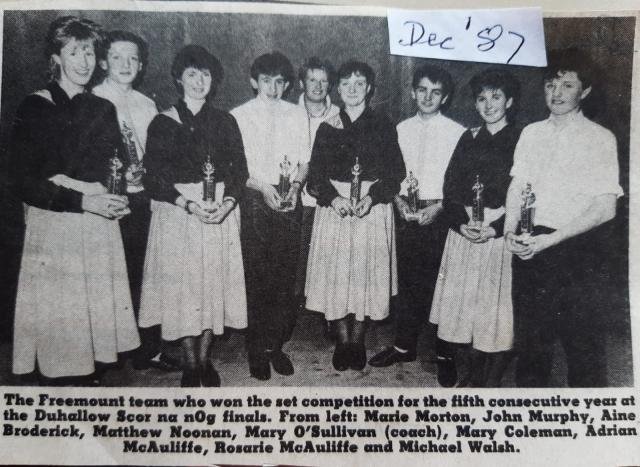 Dec '87
The Freemount team who won the set competition for the fifth consecutive year at
the Duhallow Scor na nOg finals. From left: Marie Morton, John Murphy, Aine
Broderick, Matthew Noonan, Mary O'Sullivan (coach), Mary Coleman, Adrian
McAuliffe, Rosarie McAuliffe and Michael Walsh.